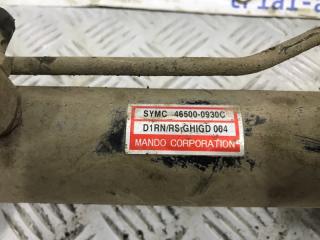 SYMC 46500-0930C
D1RN/RS,GHIGD 004
MANDO CORPORATION